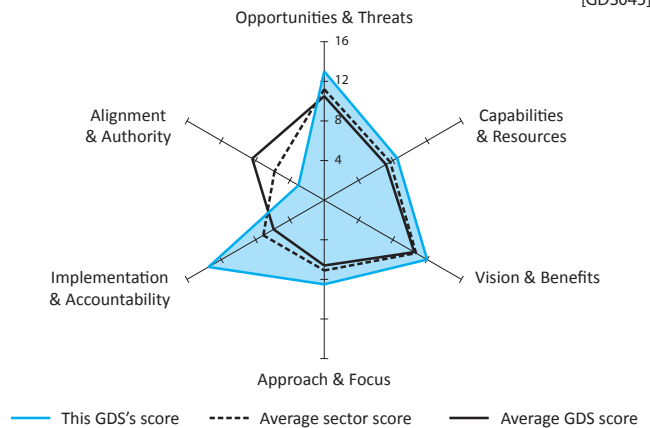 Opportunities & Threats
16
12
8
4
Alignment
& Authority
Capabilities
& Resources
Implementation
& Accountability
Vision & Benefits
Approach & Focus
This GDS's score
Average sector score
Average GDS score